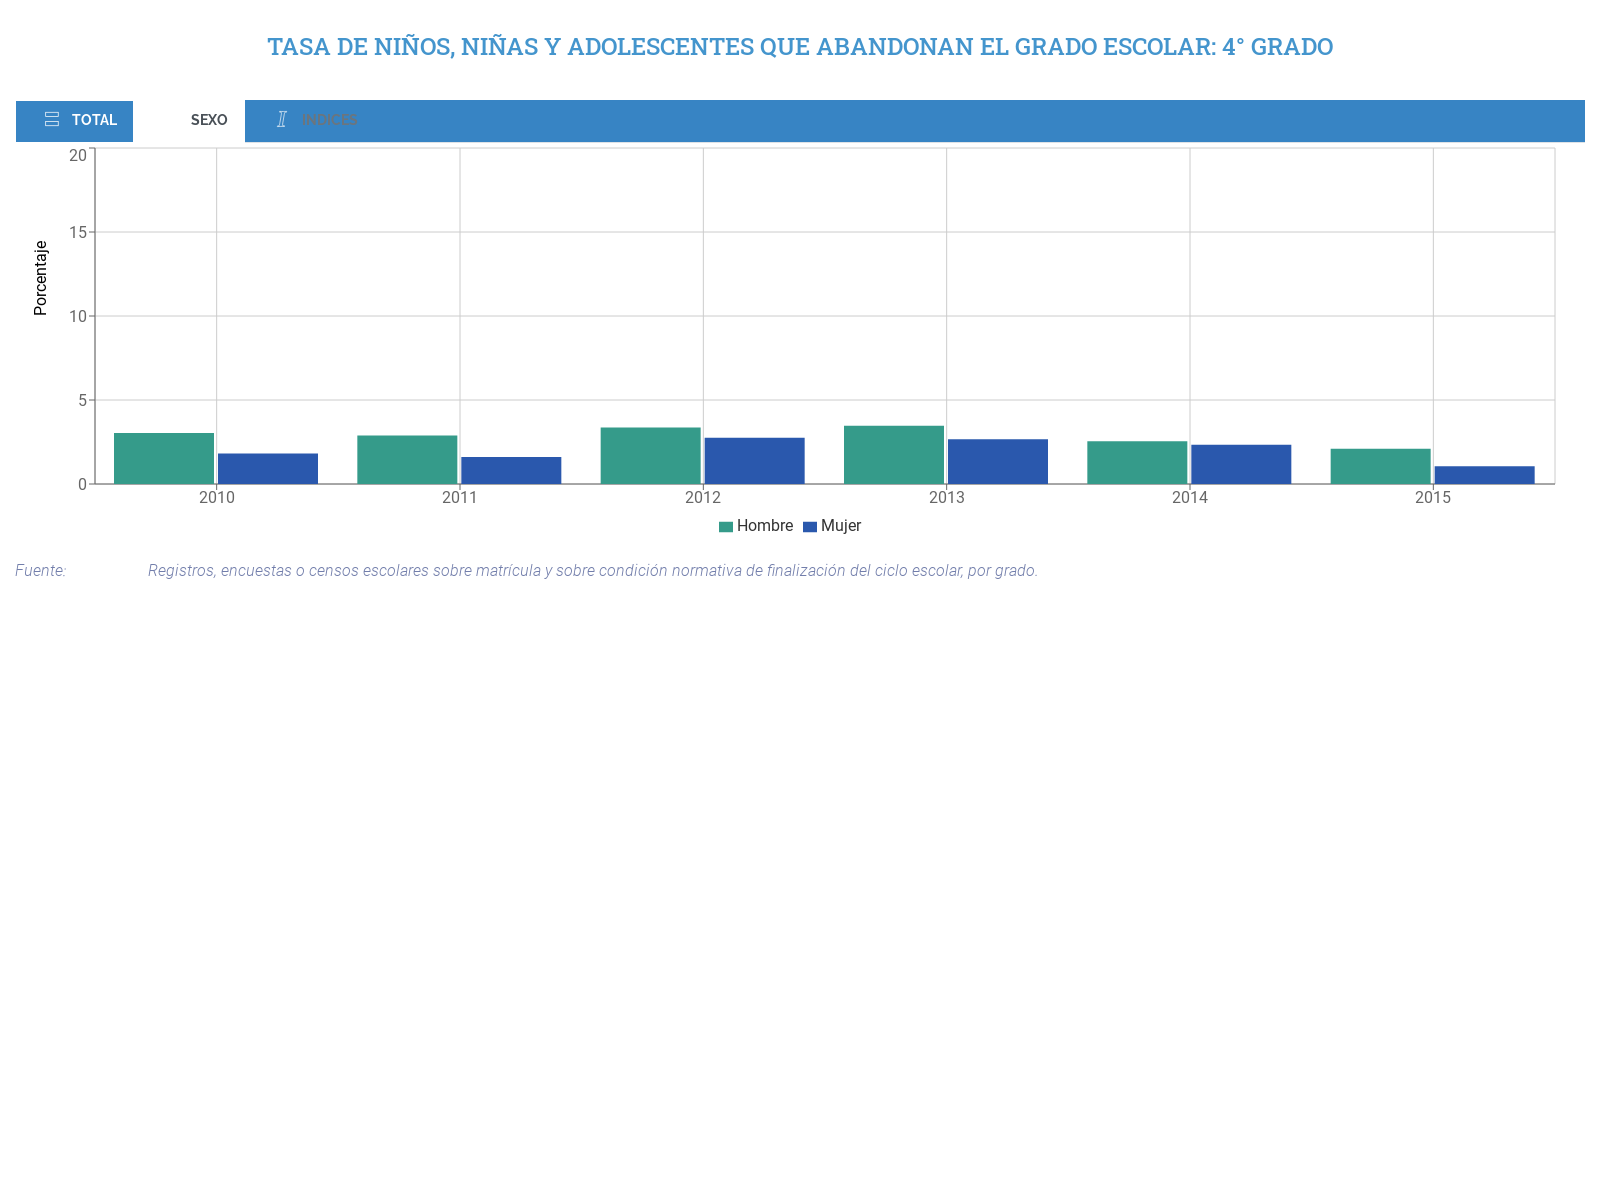 TASA DE NIÑOS, NIÑAS Y ADOLESCENTES QUE ABANDONAN EL GRADO ESCOLAR: 4° GRADO
TOTAL SEXO INDICES
20
15
10
5
0
Porcentaje
2010 2011 2012 2013 2014 2015
Hombre Mujer
Fuente: Registros, encuestas o censos escolares sobre matrícula y sobre condición normativa de finalización del ciclo escolar, por grado.